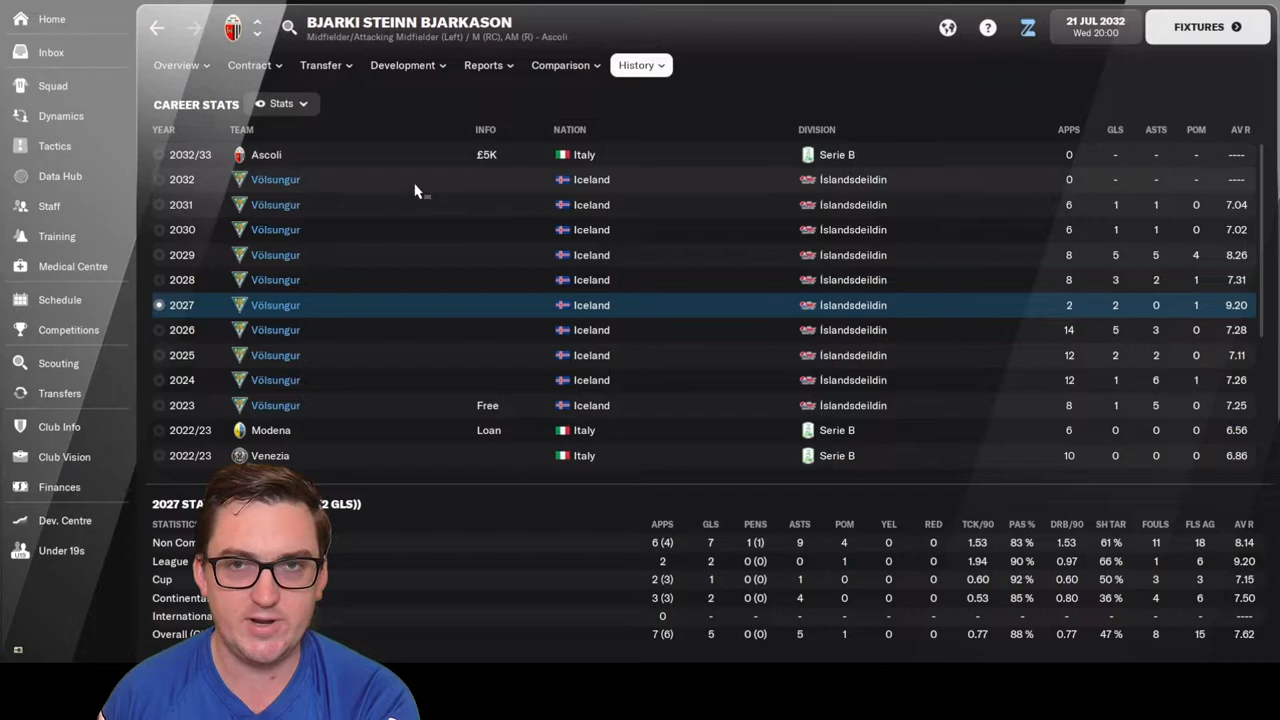 Home
BJARKI STEINN BJARKASON
Midfielder/Attacking Midfielder (Left) / M (RC), AM (R) – Ascoli
21 JUL 2032
Wed 20:00
FIXTURES
Inbox
Squad
Dynamics
Tactics
Data Hub
Staff
Training
Medical Centre
Schedule
Competitions
Scouting
Transfers
Club Info
Club Vision
Finances
Dev. Centre
Under 19s
Overview Contract Transfer Development Reports Comparison History
CAREER STATS Stats
YEAR TEAM INFO NATION DIVISION APPS GLS ASTS POM AV R
2032/33 Ascoli £5K Italy Serie B 0 - - - ----
2032 Völsungur Iceland Íslandsdeildin 0 - - - ----
2031 Völsungur Iceland Íslandsdeildin 6 1 1 0 7.04
2030 Völsungur Iceland Íslandsdeildin 6 1 1 0 7.02
2029 Völsungur Iceland Íslandsdeildin 8 5 5 4 8.26
2028 Völsungur Iceland Íslandsdeildin 8 3 2 1 7.31
2027 Völsungur Iceland Íslandsdeildin 2 2 0 1 9.20
2026 Völsungur Iceland Íslandsdeildin 14 5 3 0 7.28
2025 Völsungur Iceland Íslandsdeildin 12 2 2 0 7.11
2024 Völsungur Iceland Íslandsdeildin 12 1 6 1 7.26
2023 Völsungur Free Iceland Íslandsdeildin 8 1 5 0 7.25
2022/23 Modena Loan Italy Serie B 6 0 0 0 6.56
2022/23 Venezia Italy Serie B 10 0 0 0 6.86
2027 2 GLS))
APPS GLS PENS ASTS POM YEL RED TCK/90 PAS % DRB/90 SH TAR FOULS FLS AG AV R
Non 6 (4) 7 1 (1) 9 4 0 0 1.53 83 % 1.53 61 % 11 18 8.14
League 2 2 0 (0) 0 1 0 0 1.94 90 % 0.97 66 % 1 6 9.20
Cup 2 (3) 1 0 (0) 1 0 0 0 0.60 92 % 0.60 50 % 3 3 7.15
3 (3) 2 0 (0) 4 0 0 0 0.53 85 % 0.80 36 % 4 6 7.50
0 - - - - - - - - - - - - ----
Overall 7 (6) 5 0 (0) 5 1 0 0 0.77 88 % 0.77 47 % 8 15 7.62